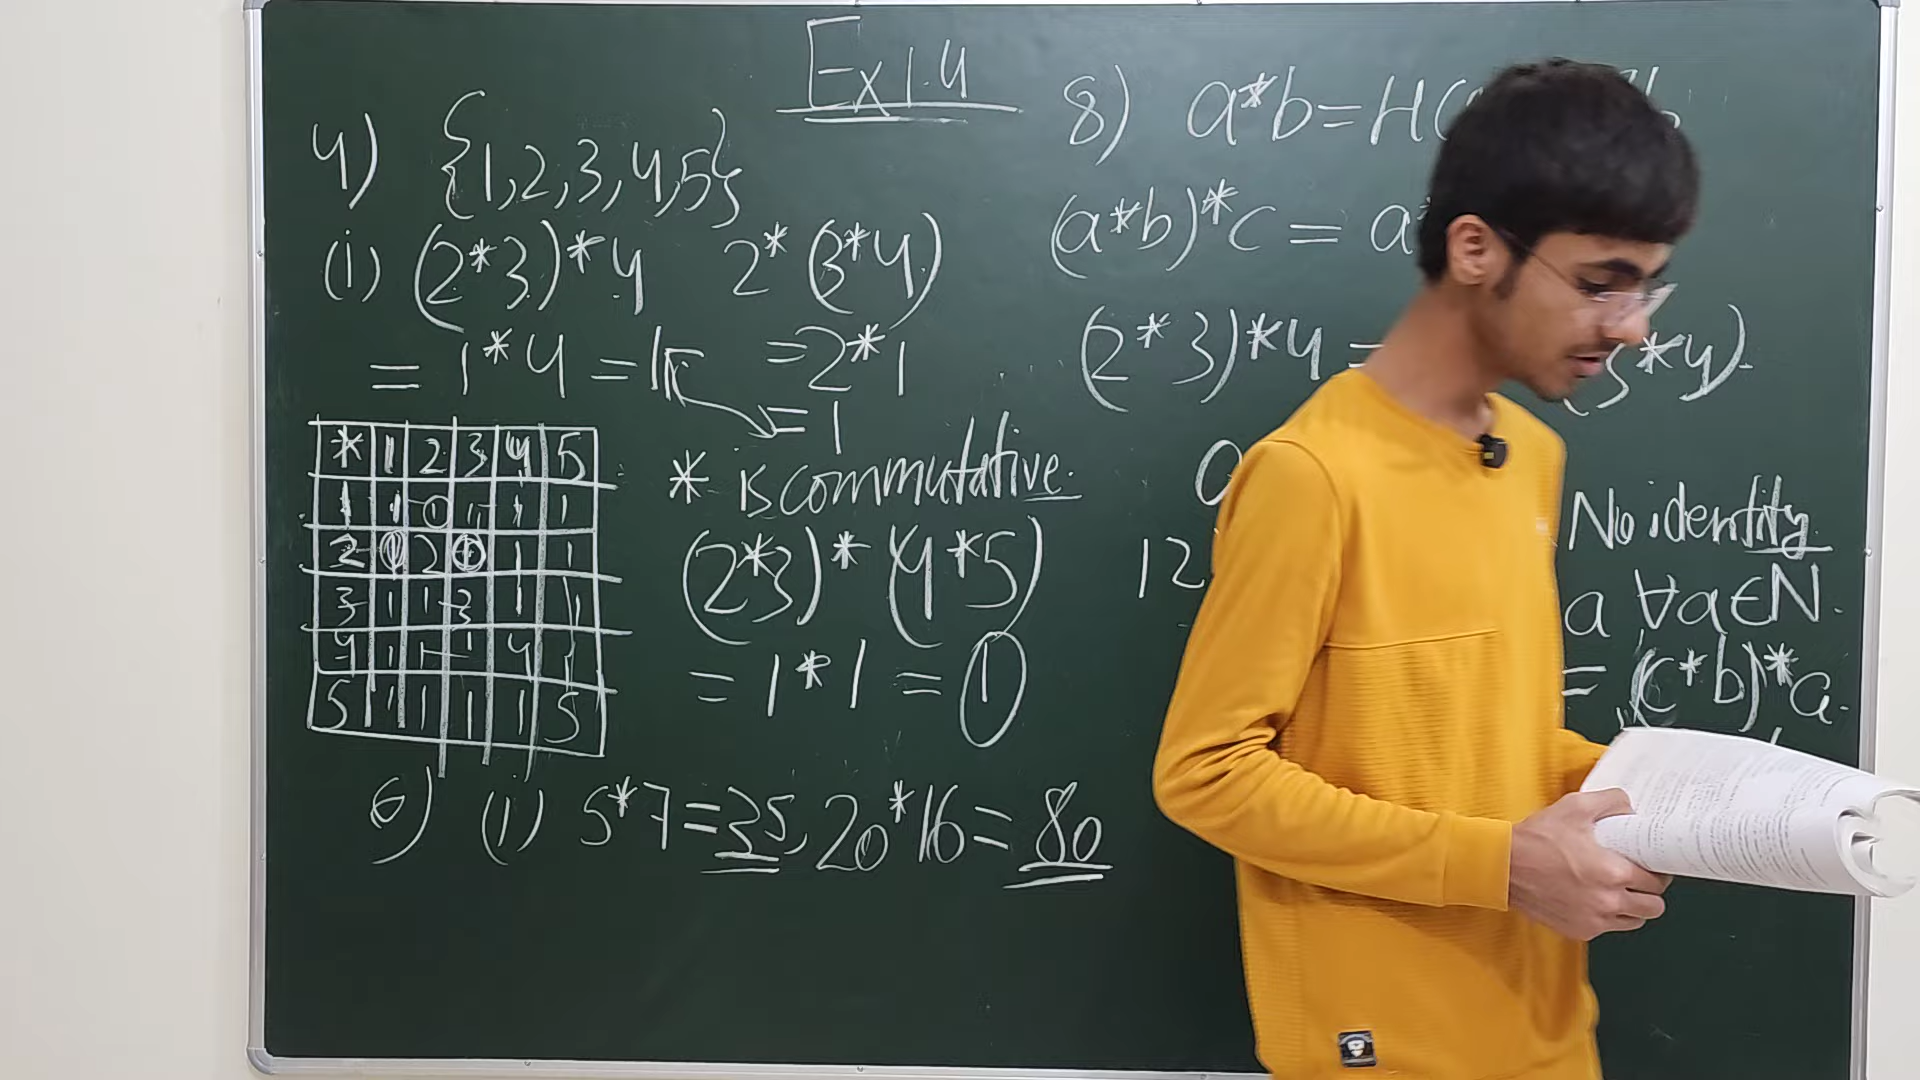 Ex 1.4
4) {1,2,3,4,5}
(i) (2*3)*4 2*(3*4)
= 1*4 = 1 = 2*1
= 1
* 1 2 3 4 5
1 1 1 1 1 1
2 1 2 1 1 1
3 1 1 3 1 1
4 1 1 1 4 1
5 1 1 1 1 5
* is commutative.
(2*3)*(4*5)
= 1*1 = 1
6) (i) 5*7=35, 20*16=80
8) a*b=H
(a*b)*c = a
(2*3)*4 = 3*4).
12
No identity
a ∀a∈N.
= (c*b)*a.